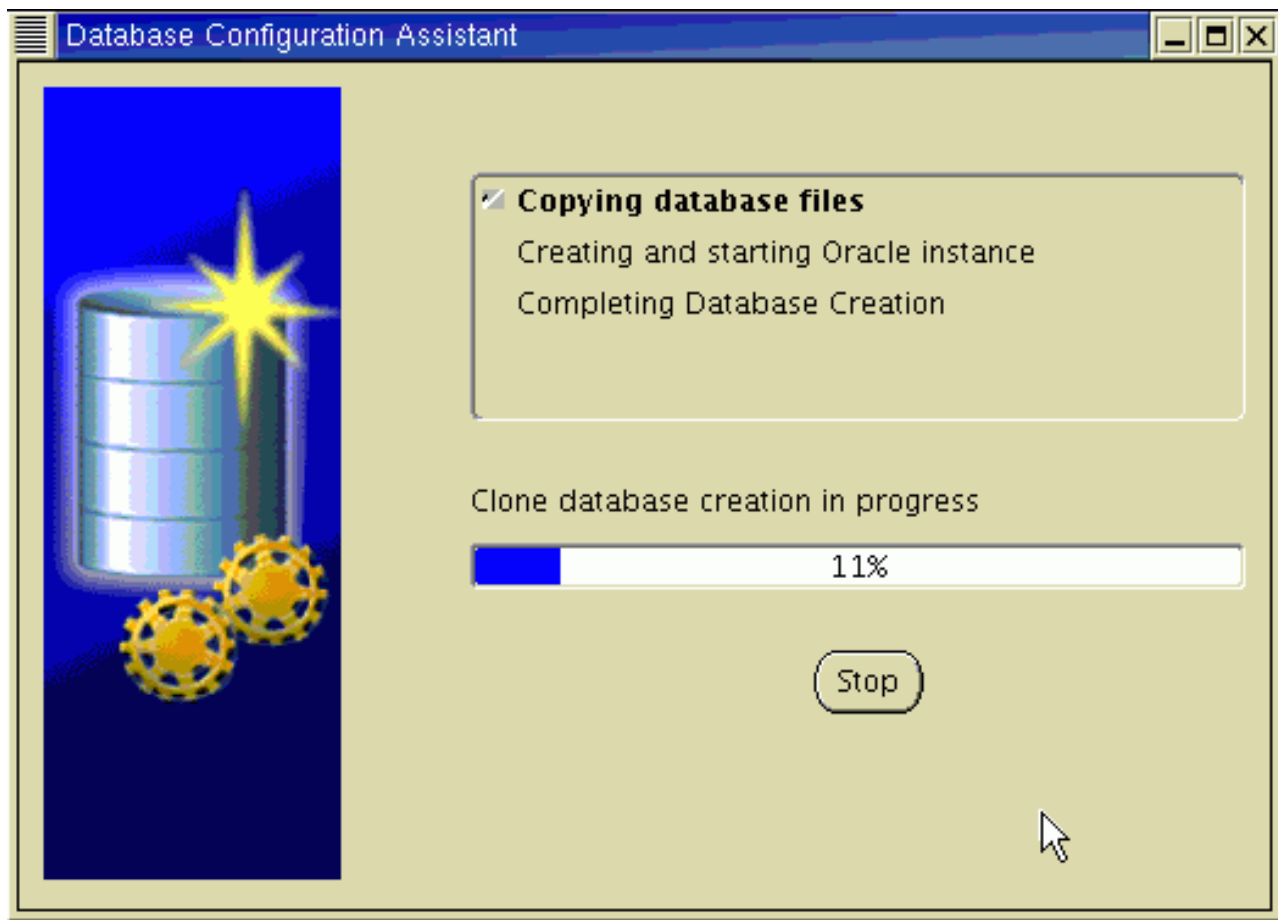 Database Configuration Assistant
Copying database files
Creating and starting Oracle instance
Completing Database Creation
Clone database creation in progress
11%
Stop